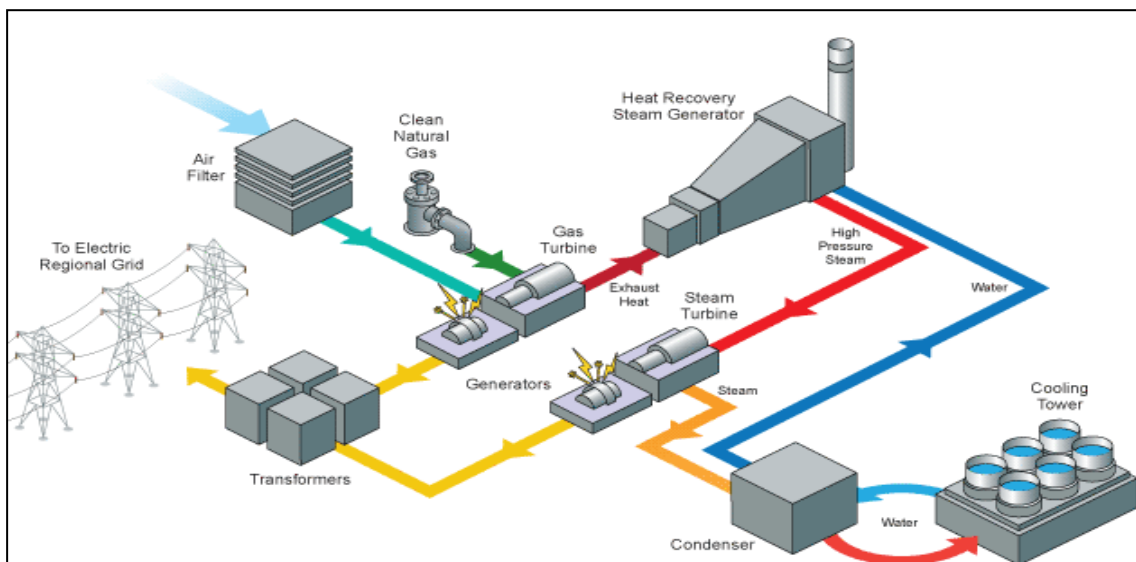 Heat Recovery
Steam Generator
Clean
Natural
Gas
Air
Filter
To Electric
Regional Grid
Gas
Turbine
High
Pressure
Steam
Exhaust
Heat
Steam
Turbine
Water
Generators
Steam
Cooling
Tower
Transformers
Water
Condenser